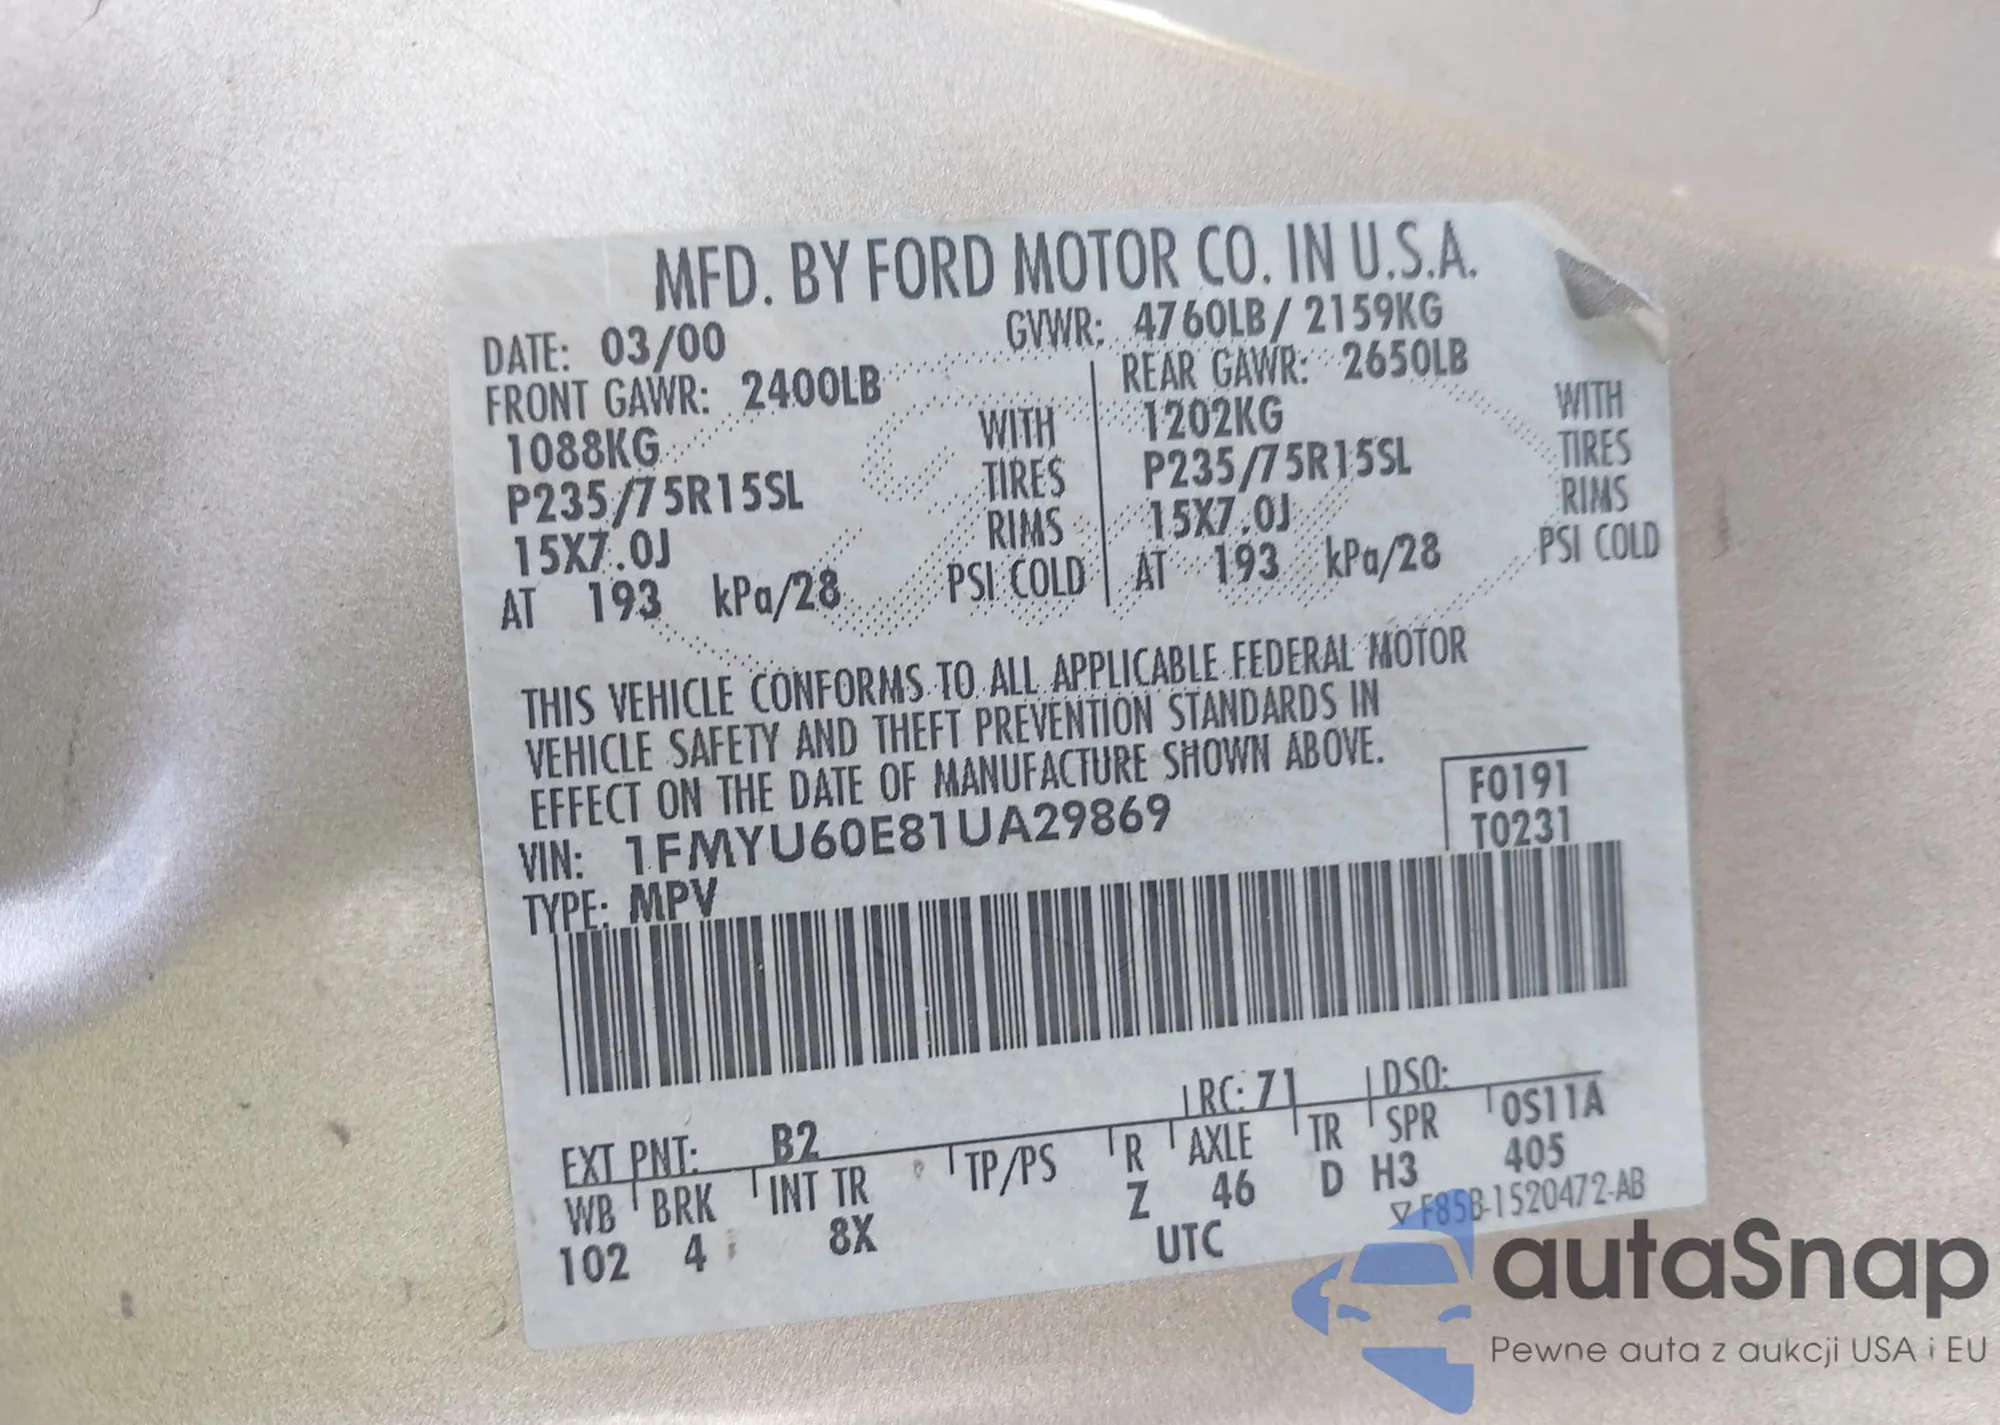 MFD. BY FORD MOTOR CO. IN U.S.A.
DATE: 03/00 GVWR: 4760LB/2159KG
FRONT GAWR: 2400LB REAR GAWR: 2650LB
1088KG WITH 1202KG WITH
P235/75R15SL TIRES P235/75R15SL TIRES
15X7.0J RIMS 15X7.0J RIMS
AT 193 kPa/28 PSI COLD AT 193 kPa/28 PSI COLD
THIS VEHICLE CONFORMS TO ALL APPLICABLE FEDERAL MOTOR
VEHICLE SAFETY AND THEFT PREVENTION STANDARDS IN
EFFECT ON THE DATE OF MANUFACTURE SHOWN ABOVE.
VIN: 1FMYU60E81UA29869 F0191
TYPE: MPV T0231
EXT PNT: B2 RC: 71 DSO:
WB BRK INT TR TP/PS R AXLE TR SPR 0S11A
102 4 8X Z 46 D H3 405
UTC ▽ F85B-1520472-AB
autaSnap
Pewne auta z aukcji USA i EU